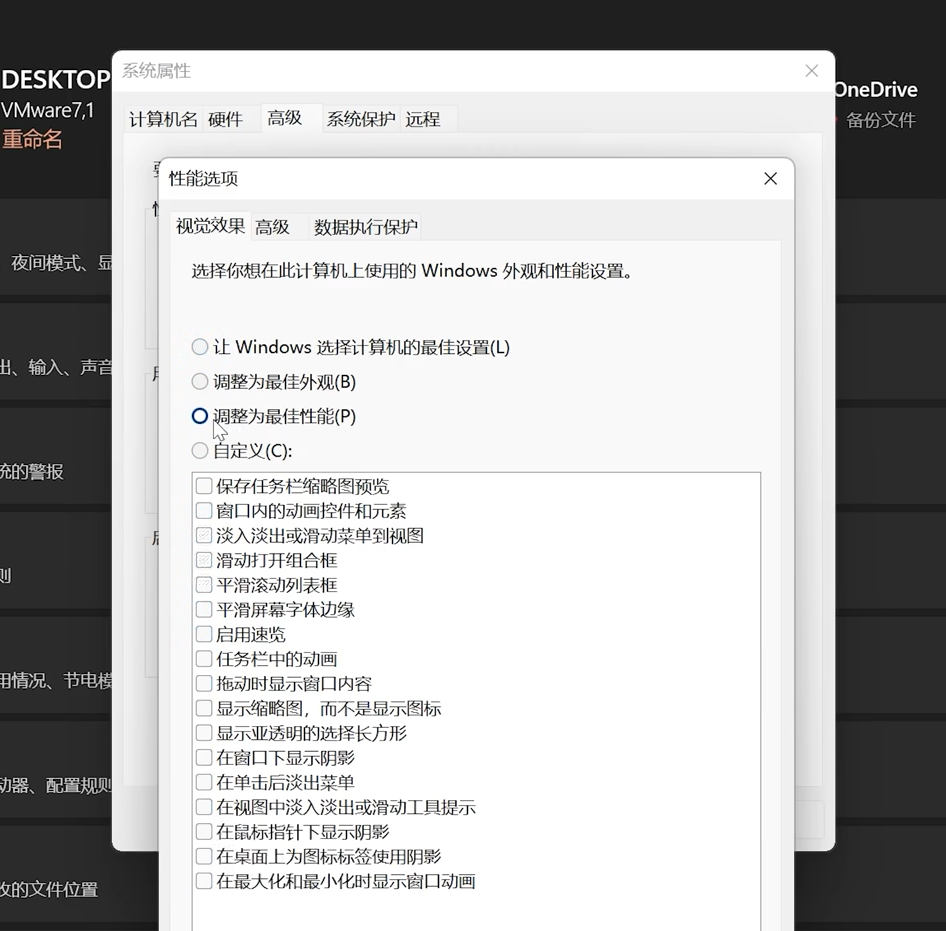 DESKTOP
VMware7,1
重命名
OneDrive
备份文件
系统属性
计算机名 硬件 高级 系统保护 远程
性能选项
视觉效果 高级 数据执行保护
选择你想在此计算机上使用的 Windows 外观和性能设置。
让 Windows 选择计算机的最佳设置(L)
调整为最佳外观(B)
调整为最佳性能(P)
自定义(C):
保存任务栏缩略图预览
窗口内的动画控件和元素
淡入淡出或滑动菜单到视图
滑动打开组合框
平滑滚动列表框
平滑屏幕字体边缘
启用速览
任务栏中的动画
拖动时显示窗口内容
显示缩略图，而不是显示图标
显示亚透明的选择长方形
在窗口下显示阴影
在单击后淡出菜单
在视图中淡入淡出或滑动工具提示
在鼠标指针下显示阴影
在桌面上为图标标签使用阴影
在最大化和最小化时显示窗口动画
夜间模式、显
出、输入、声音
统的警报
则
用情况、节电模
动器、配置规则
改的文件位置